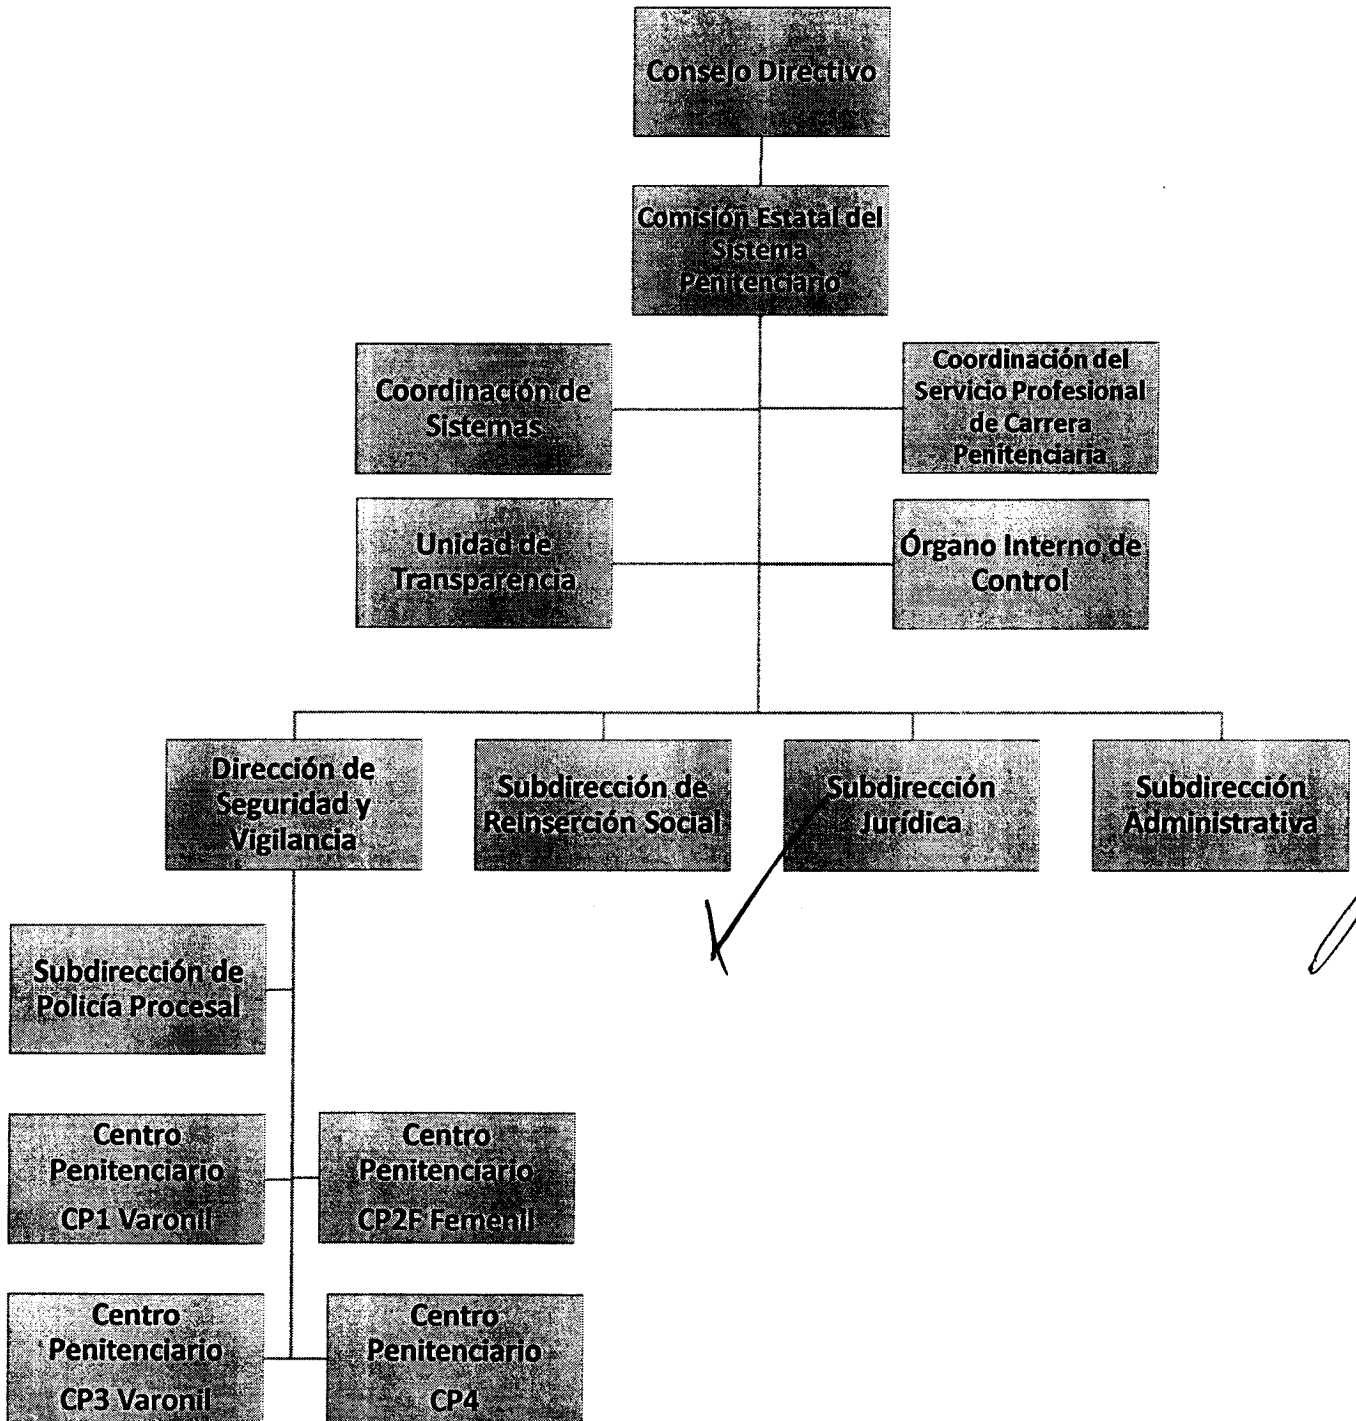 Consejo Directivo
Comisión Estatal del
Sistema
Penitenciario
Coordinación de
Sistemas
Coordinación del
Servicio Profesional
de Carrera
Penitenciaria
Unidad de
Transparencia
Órgano Interno de
Control
Dirección de
Seguridad y
Vigilancia
Subdirección de
Reinserción Social
Subdirección
Jurídica
Subdirección
Administrativa
Subdirección de
Policía Procesal
Centro
Penitenciario
CP1 Varonil
Centro
Penitenciario
CP2F Femenil
Centro
Penitenciario
CP3 Varonil
Centro
Penitenciario
CP4